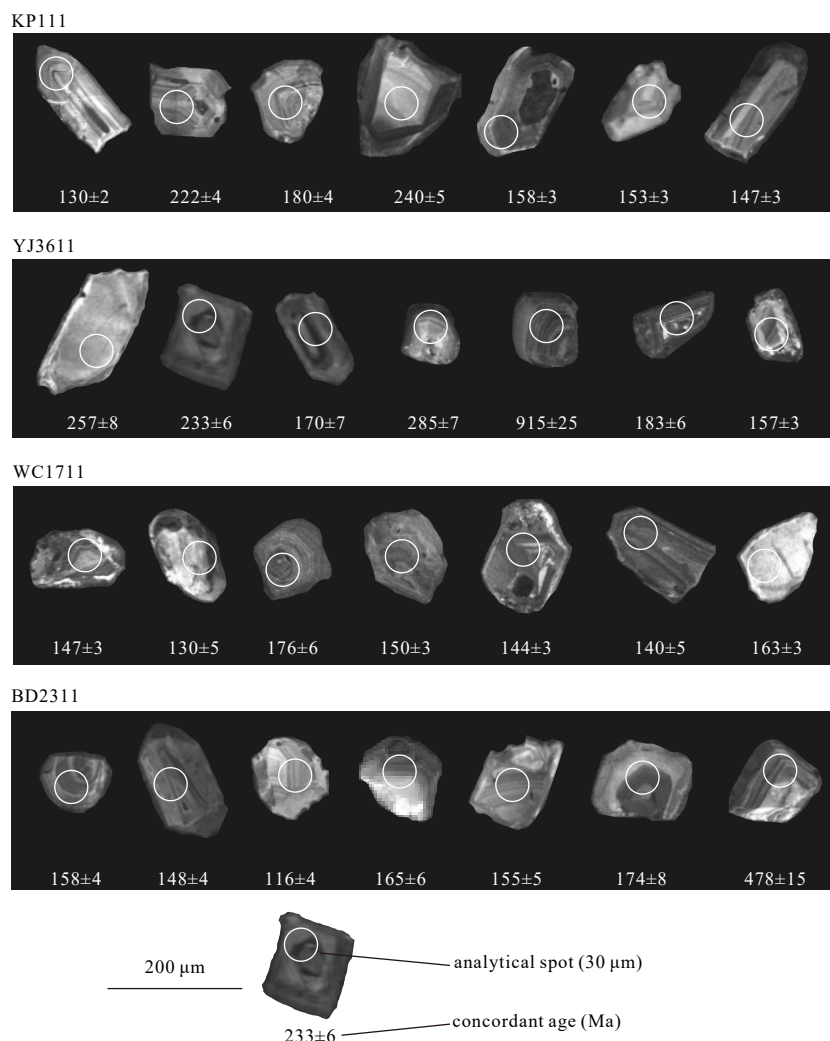 KP111
130±2 222±4 180±4 240±5 158±3 153±3 147±3
YJ3611
257±8 233±6 170±7 285±7 915±25 183±6 157±3
WC1711
147±3 130±5 176±6 150±3 144±3 140±5 163±3
BD2311
158±4 148±4 116±4 165±6 155±5 174±8 478±15
200 μm
analytical spot (30 μm)
concordant age (Ma)
233±6